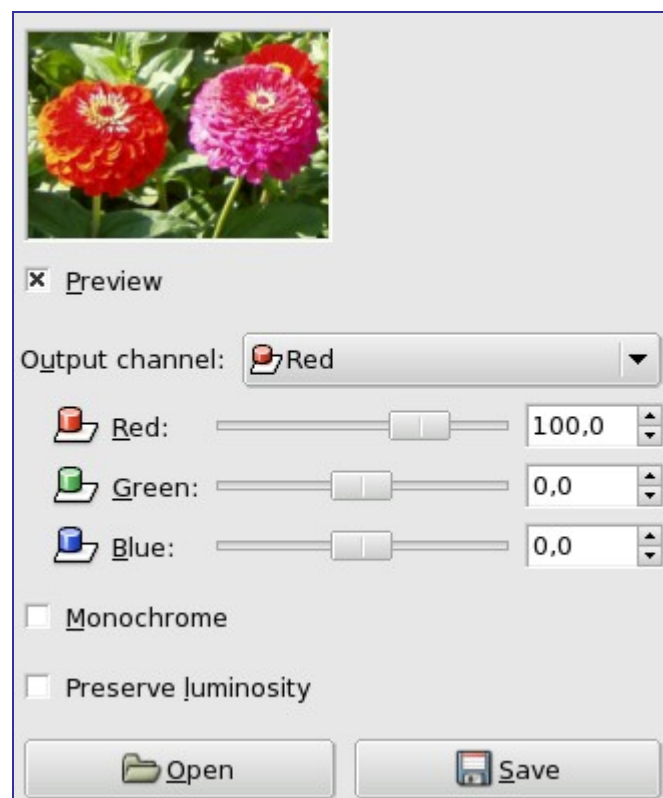 Preview
Output channel: Red
Red: 100,0
Green: 0,0
Blue: 0,0
Monochrome
Preserve luminosity
Open Save